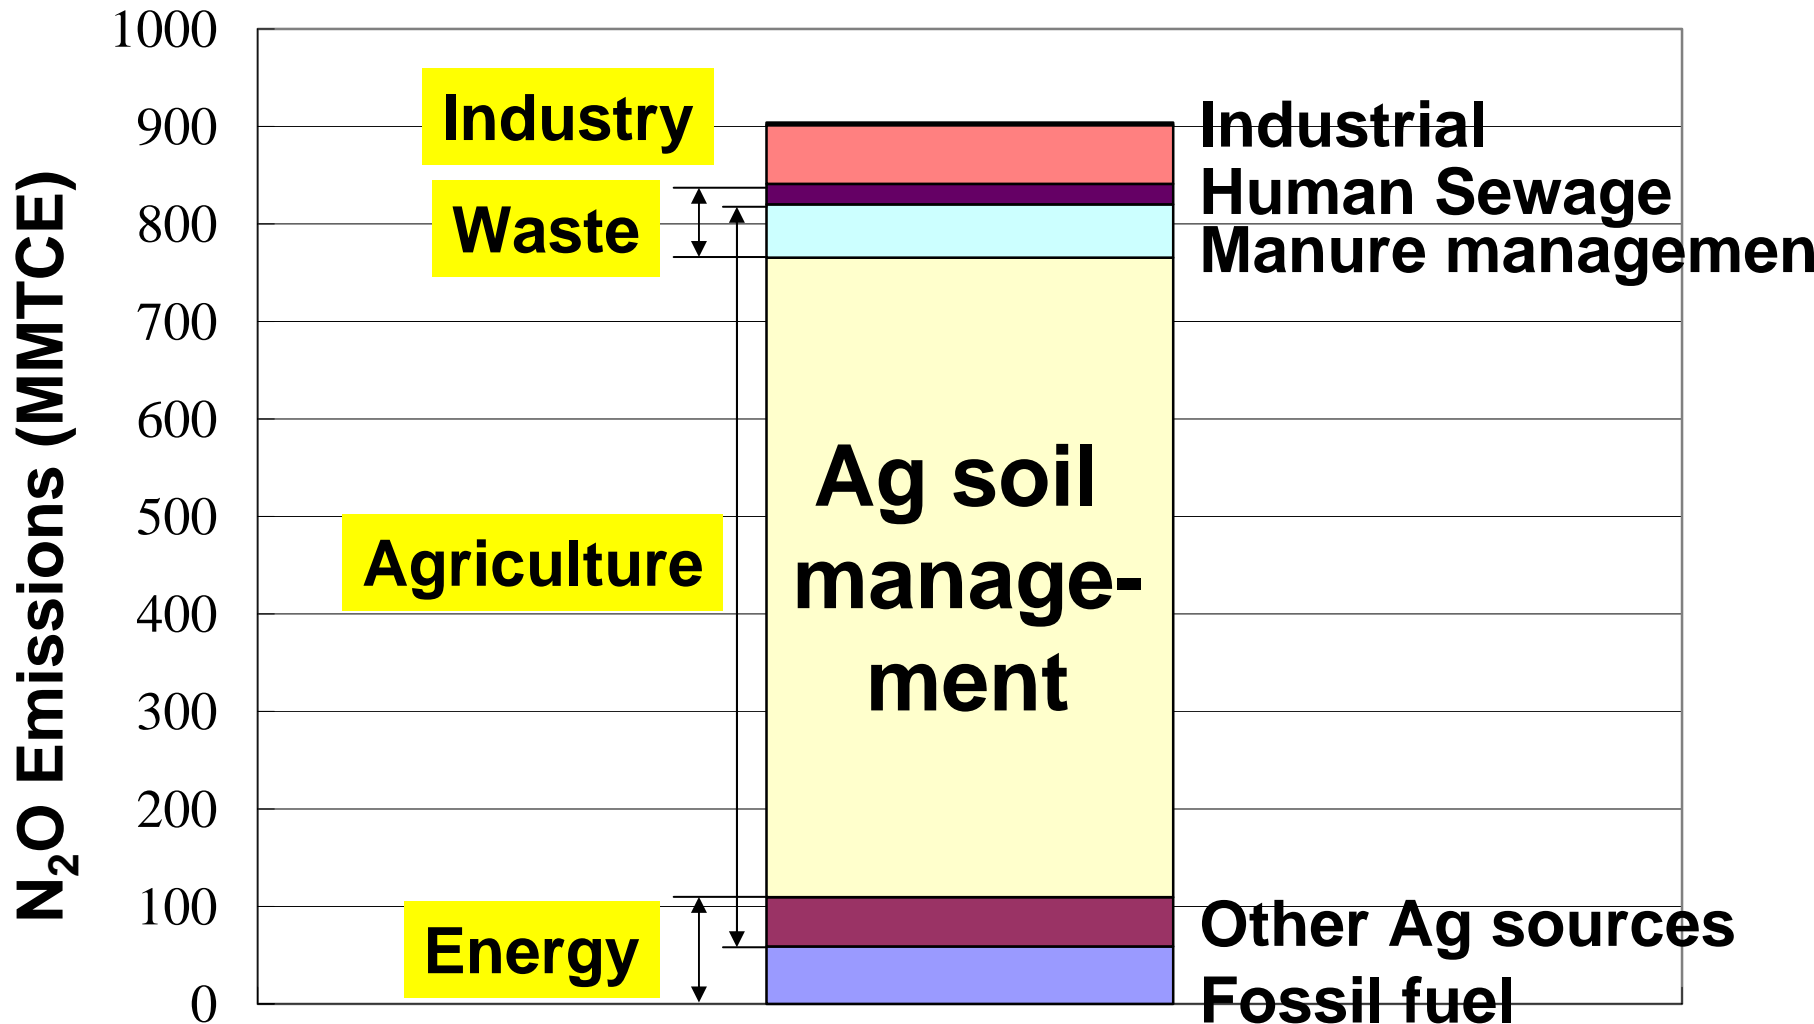 N2O Emissions (MMTCE)
1000
900
800
700
600
500
400
300
200
100
0
Industry
Waste
Agriculture
Energy
Ag soil
manage-
ment
Industrial
Human Sewage
Manure managemen
Other Ag sources
Fossil fuel